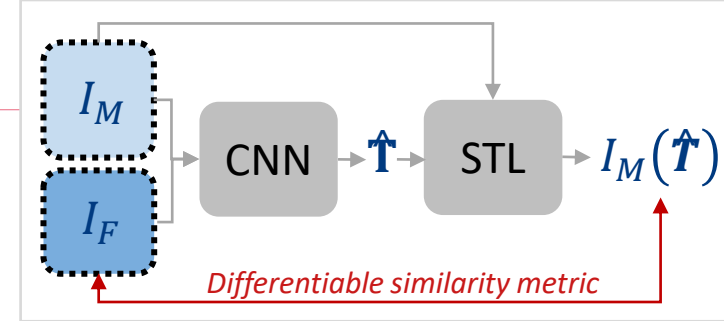 I_M
CNN
T̂
STL
I_M(T̂)
I_F
Differentiable similarity metric